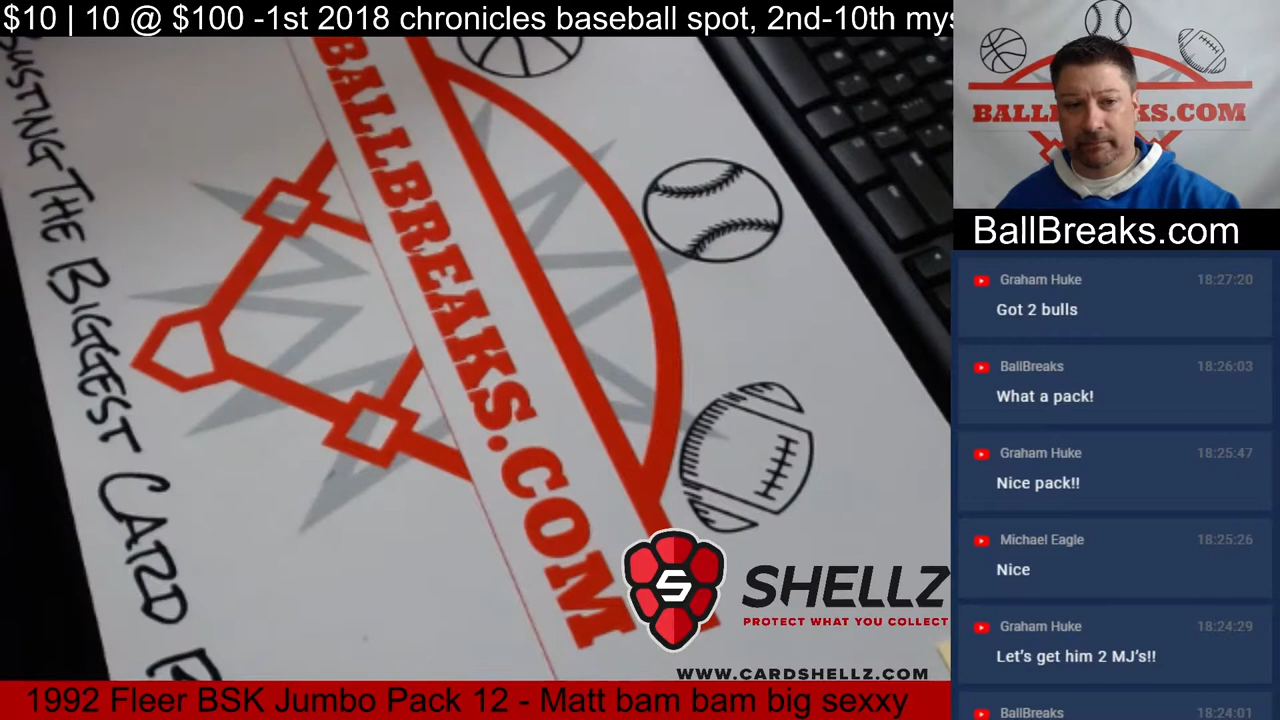 $10 | 10 @ $100 -1st 2018 chronicles baseball spot, 2nd-10th mys
BUSTING THE BIGGEST CARD
BALLBREAKS.COM
S
SHELLZ
PROTECT WHAT YOU COLLECT
WWW.CARDSHELLZ.COM
1992 Fleer BSK Jumbo Pack 12 - Matt bam bam big sexxy
BALLB KS.COM
BallBreaks.com
Graham Huke 18:27:20
Got 2 bulls
BallBreaks 18:26:03
What a pack!
Graham Huke 18:25:47
Nice pack!!
Michael Eagle 18:25:26
Nice
Graham Huke 18:24:29
Let's get him 2 MJ's!!
BallBreaks 18:24:01